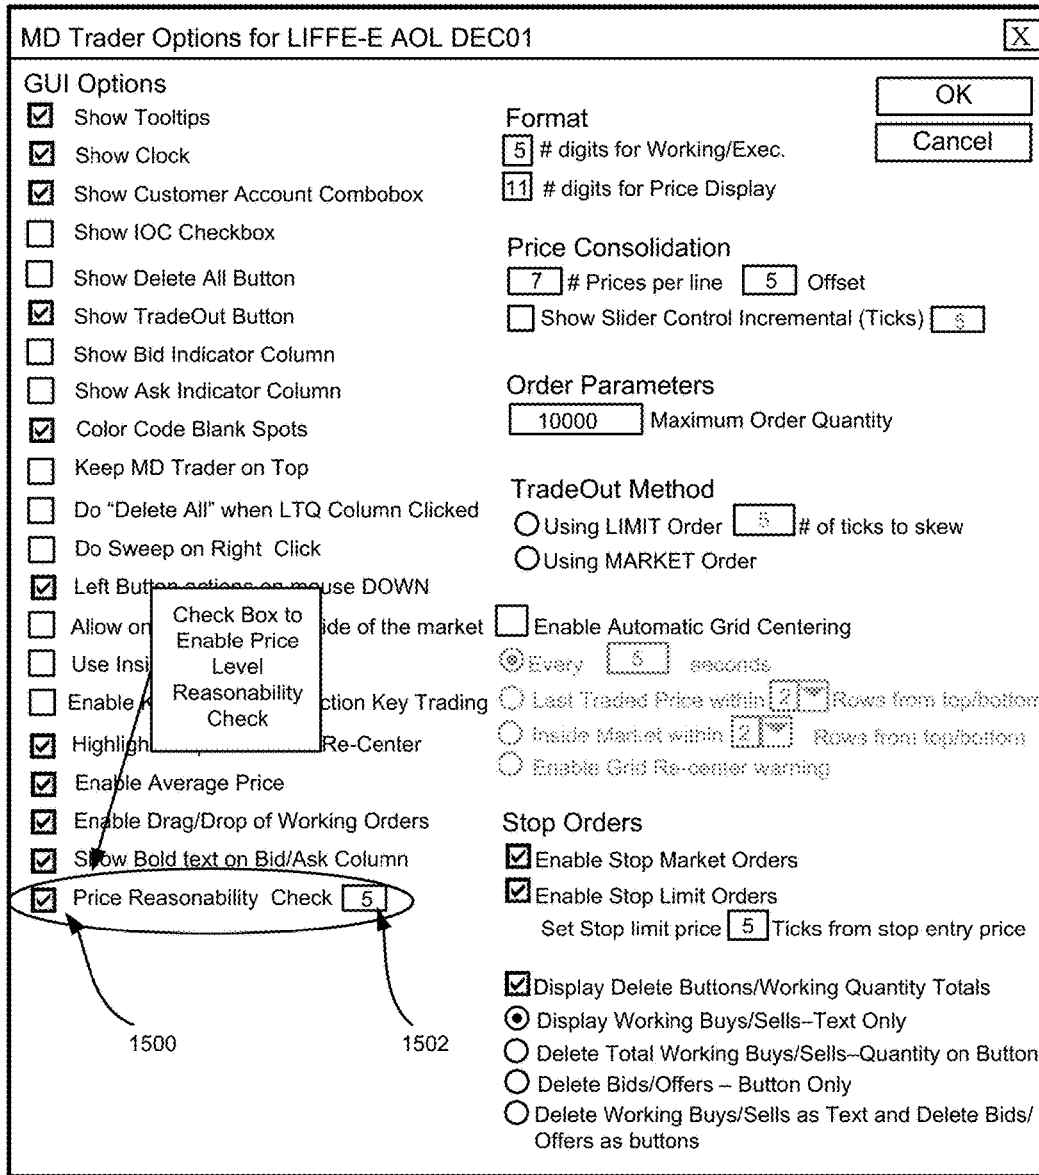 MD Trader Options for LIFFE-E AOL DEC01
X
GUI Options
Show Tooltips
Show Clock
Show Customer Account Combobox
Show IOC Checkbox
Show Delete All Button
Show TradeOut Button
Show Bid Indicator Column
Show Ask Indicator Column
Color Code Blank Spots
Keep MD Trader on Top
Do "Delete All" when LTQ Column Clicked
Do Sweep on Right Click
Left Button actions on mouse DOWN
Allow on
ide of the market
Use Insi
Enable K
ction Key Trading
Highligh
Re-Center
Enable Average Price
Enable Drag/Drop of Working Orders
Show Bold text on Bid/Ask Column
Price Reasonability Check 5
Check Box to
Enable Price
Level
Reasonability
Check
1500
1502
OK
Cancel
Format
5 # digits for Working/Exec.
11 # digits for Price Display
Price Consolidation
7 # Prices per line 5 Offset
Show Slider Control Incremental (Ticks)
Order Parameters
10000 Maximum Order Quantity
TradeOut Method
Using LIMIT Order 5 # of ticks to skew
Using MARKET Order
Enable Automatic Grid Centering
Every 5 seconds
Last Traded Price within 2 Rows from top/bottom
Inside Market within 2 Rows from top/bottom
Enable Grid Re-center warning
Stop Orders
Enable Stop Market Orders
Enable Stop Limit Orders
Set Stop limit price 5 Ticks from stop entry price
Display Delete Buttons/Working Quantity Totals
Display Working Buys/Sells–Text Only
Delete Total Working Buys/Sells–Quantity on Button
Delete Bids/Offers – Button Only
Delete Working Buys/Sells as Text and Delete Bids/
Offers as buttons